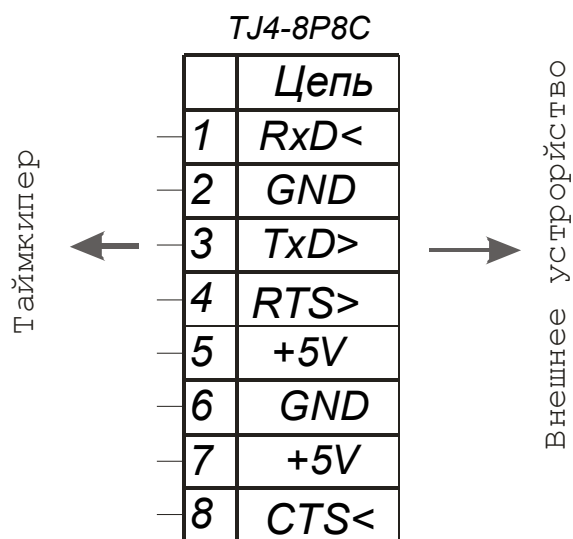 TJ4-8P8C
Цепь
1 RxD<
2 GND
3 TxD>
4 RTS>
5 +5V
6 GND
7 +5V
8 CTS<
Таймкипер
Внешнее устрорйство